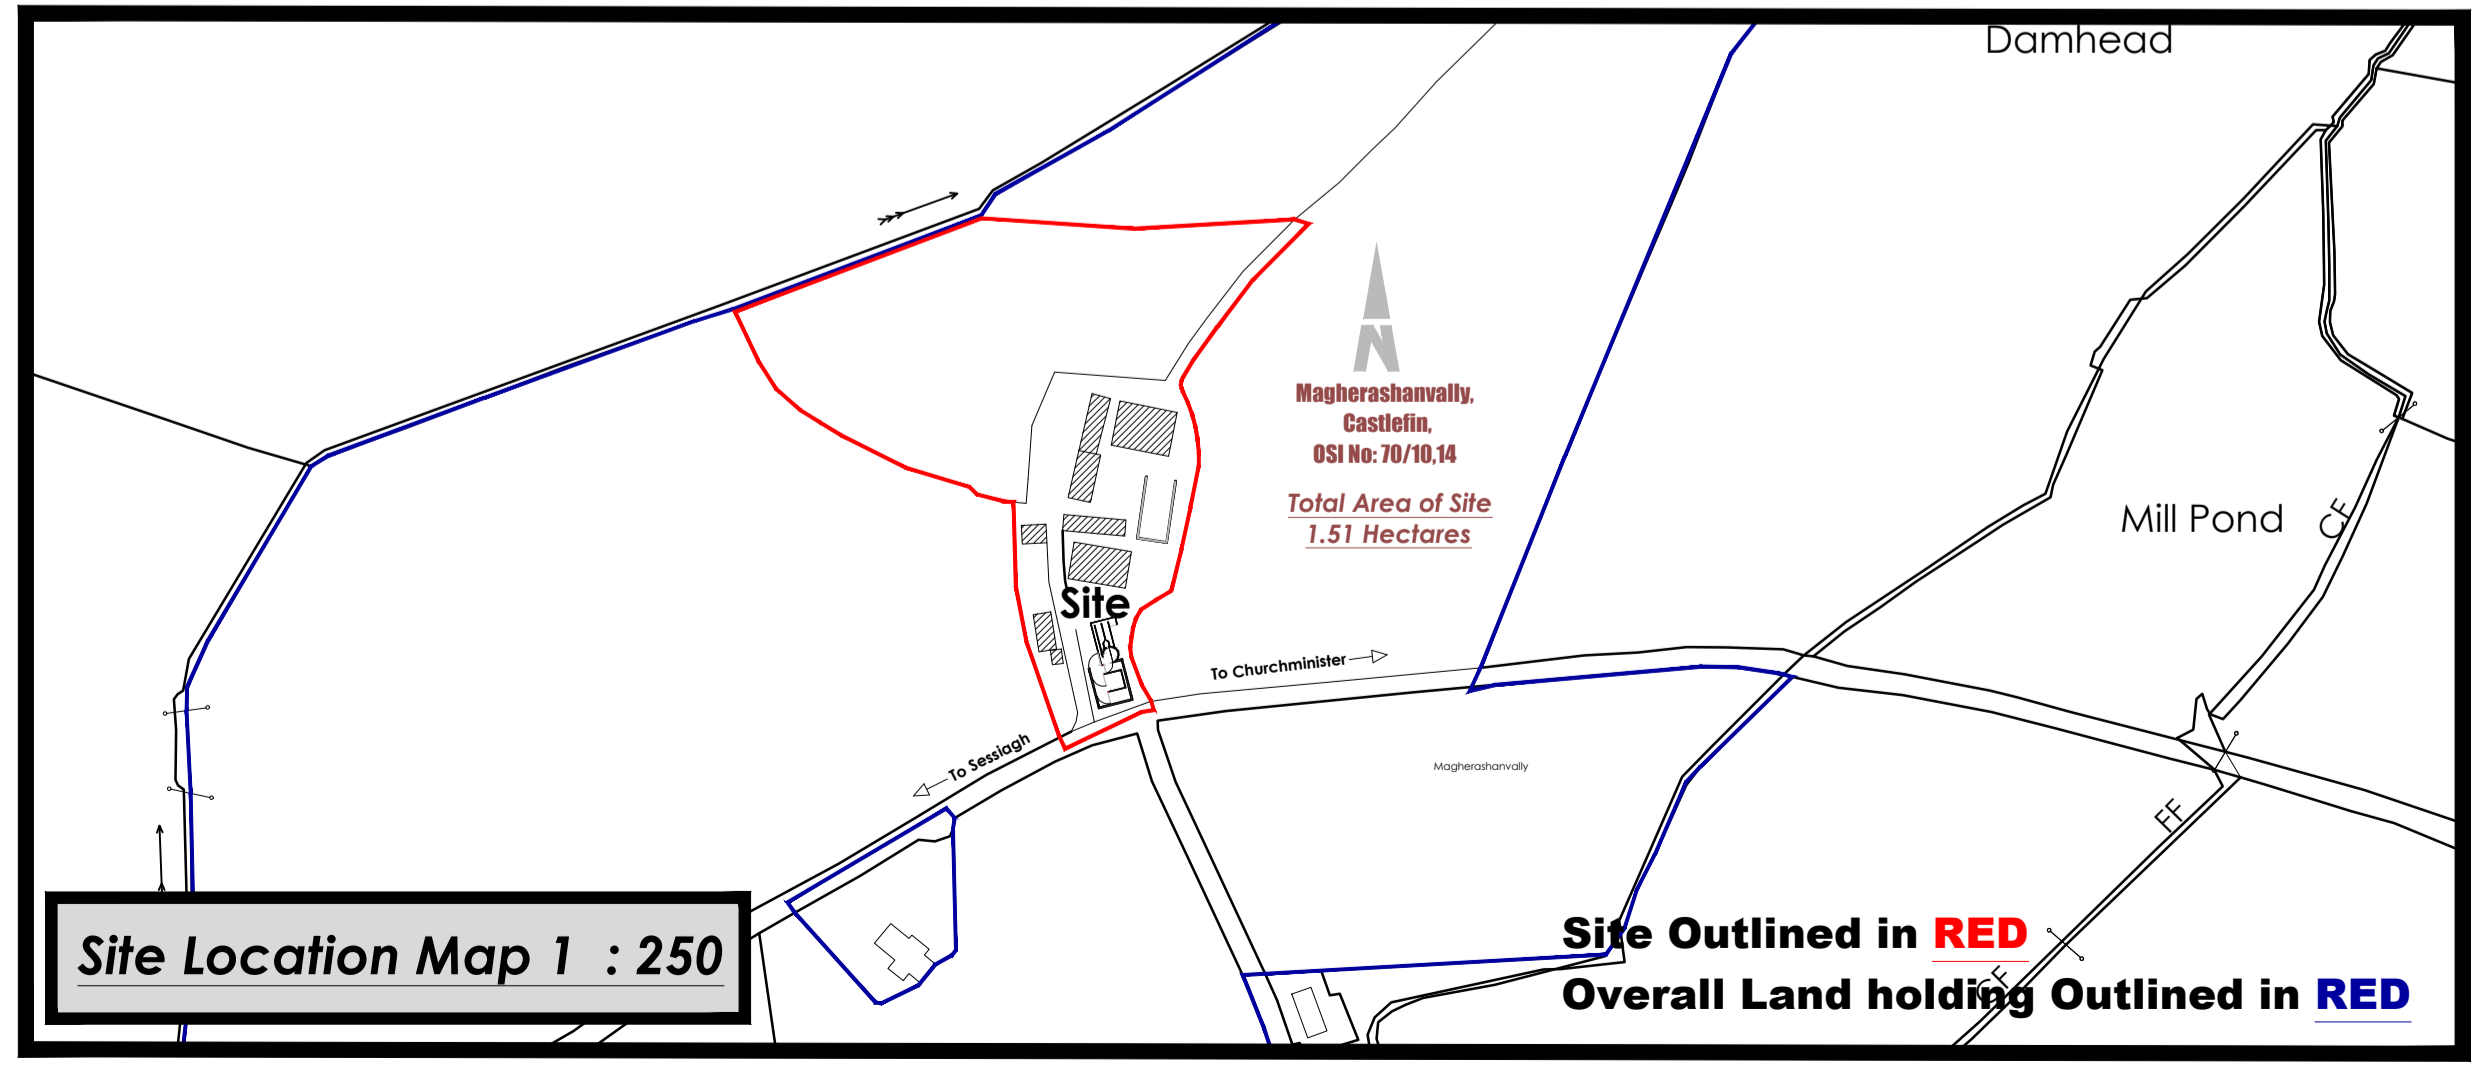 Damhead
N
Magherashanvally,
Castlefin,
OSI No: 70/10,14
Total Area of Site
1.51 Hectares
Mill Pond
CF
Site
To Churchminister
To Sessiagh
Magherashanvally
FF
Site Location Map 1 : 250
Site Outlined in RED
CF
Overall Land holding Outlined in RED